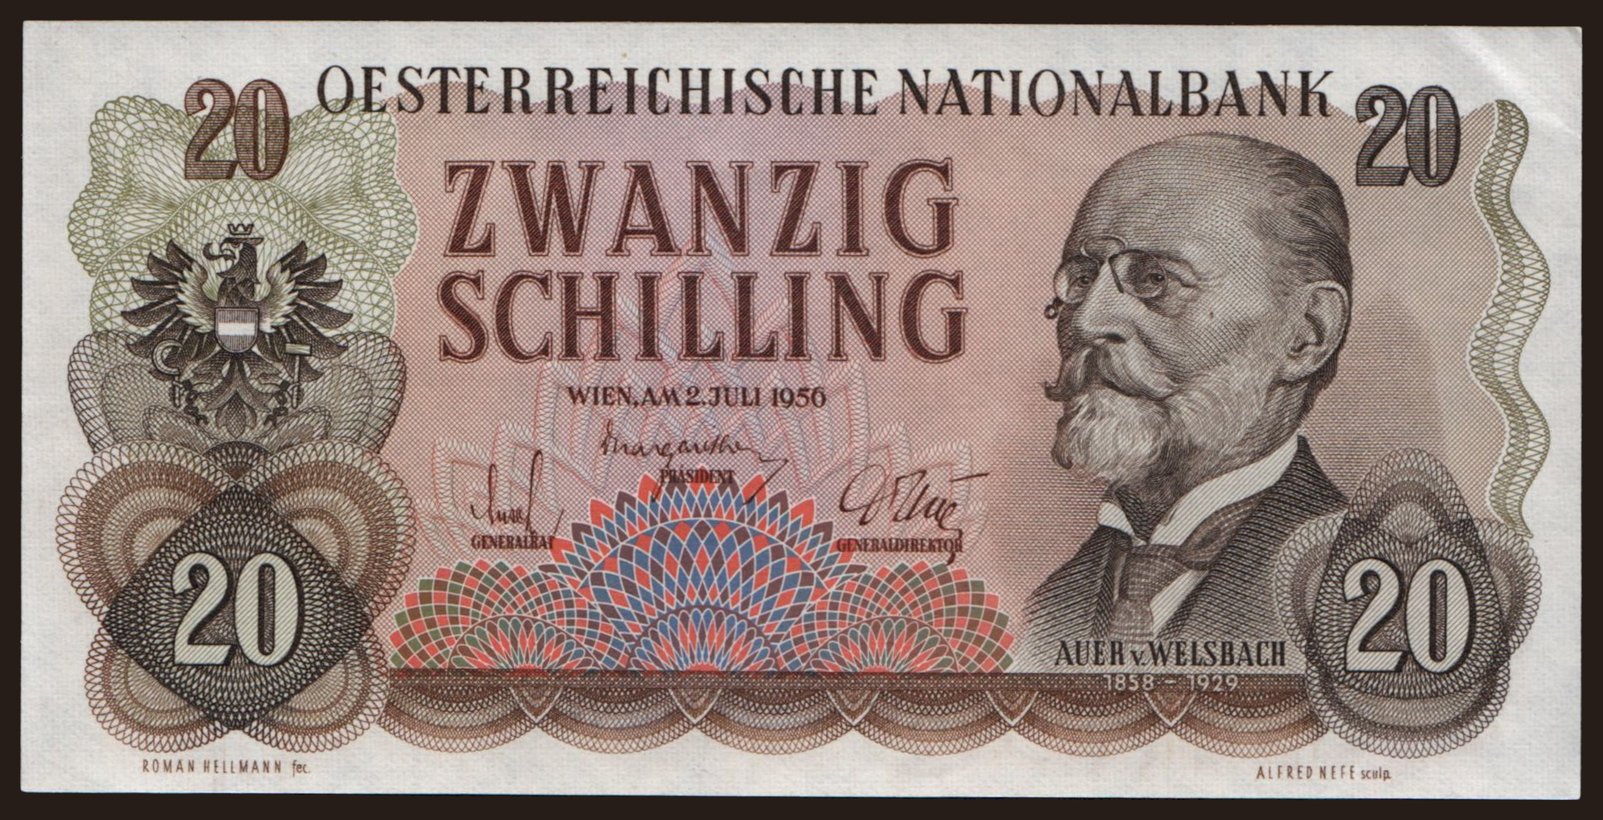 OESTERREICHISCHE NATIONALBANK
20
20
ZWANZIG
SCHILLING
WIEN, AM 2. JULI 1956
PRÄSIDENT
GENERALRAT
GENERALDIREKTOR
20
AUER v. WELSBACH
1858 - 1929
20
ROMAN HELLMANN fec.
ALFRED NEFE sculp.